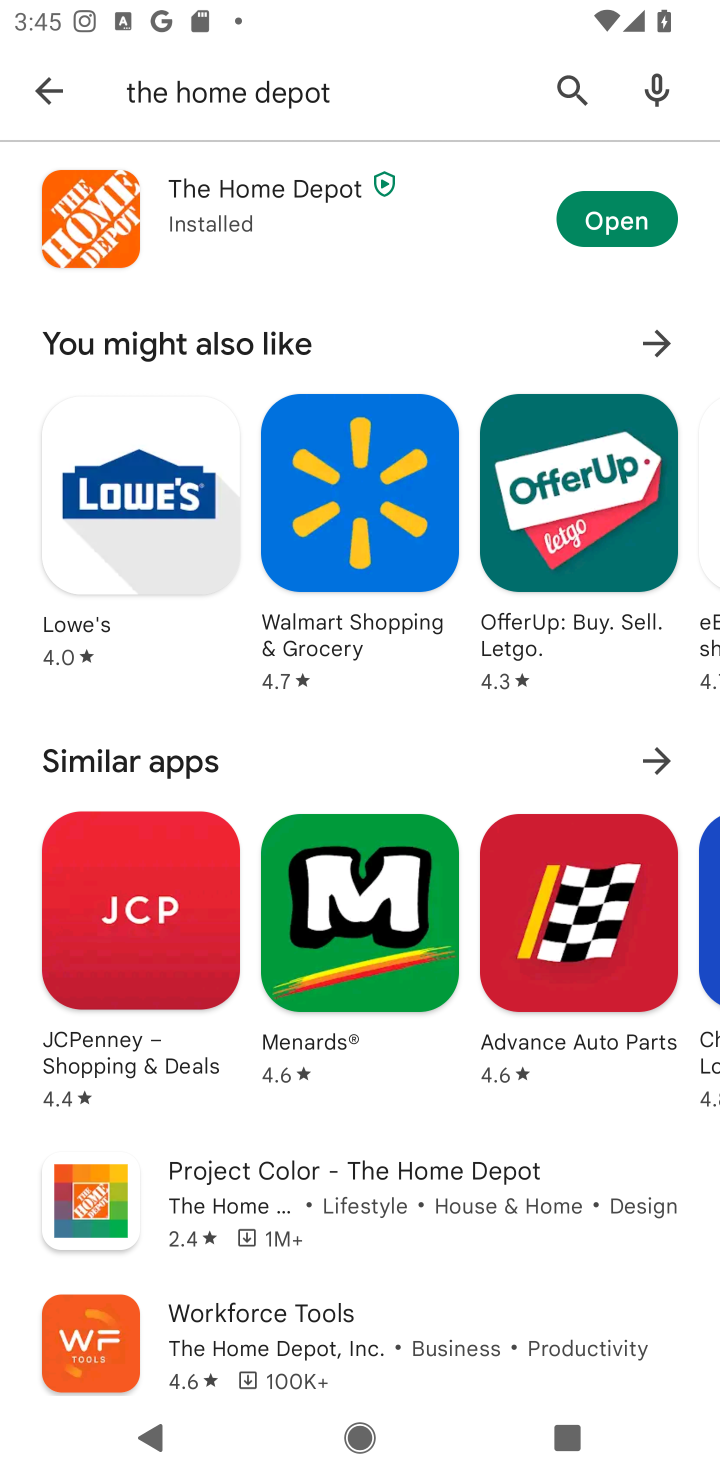 3:45
the home depot
THE HOME DEPOT
The Home Depot
Installed
Open
You might also like
LOWE'S
OfferUp
letgo
Lowe's
4.0 ★
Walmart Shopping
& Grocery
4.7 ★
OfferUp: Buy. Sell.
Letgo.
4.3 ★
eB
sh
4.7
Similar apps
JCP
M
JCPenney –
Shopping & Deals
4.4 ★
Menards®
4.6 ★
Advance Auto Parts
4.6 ★
Ch
Lo
4.8
THE HOME DEPOT
Project Color - The Home Depot
The Home ... • Lifestyle • House & Home • Design
2.4 ★ 1M+
WF
TOOLS
Workforce Tools
The Home Depot, Inc. • Business • Productivity
4.6 ★ 100K+